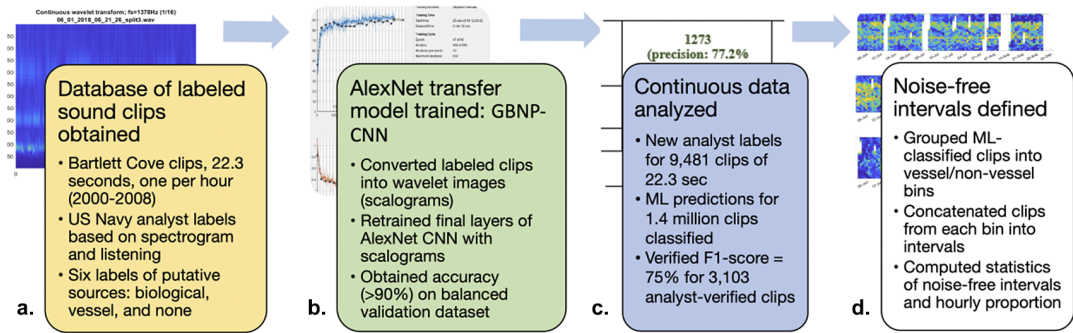 Continuous wavelet transform; fs=1378Hz (1/16)
06_01_2018_06_21_26_split3.wav
Database of labeled
sound clips
obtained
• Bartlett Cove clips, 22.3
seconds, one per hour
(2000-2008)
• US Navy analyst labels
based on spectrogram
and listening
• Six labels of putative
sources: biological,
vessel, and none
a.
AlexNet transfer
model trained: GBNP-
CNN
• Converted labeled clips
into wavelet images
(scalograms)
• Retrained final layers of
AlexNet CNN with
scalograms
• Obtained accuracy
(>90%) on balanced
validation dataset
b.
1273
(precision: 77.2%
Continuous data
analyzed
• New analyst labels
for 9,481 clips of
22.3 sec
• ML predictions for
1.4 million clips
classified
• Verified F1-score =
75% for 3,103
analyst-verified clips
c.
Noise-free
intervals defined
• Grouped ML-
classified clips into
vessel/non-vessel
bins
• Concatenated clips
from each bin into
intervals
• Computed statistics
of noise-free intervals
and hourly proportion
d.